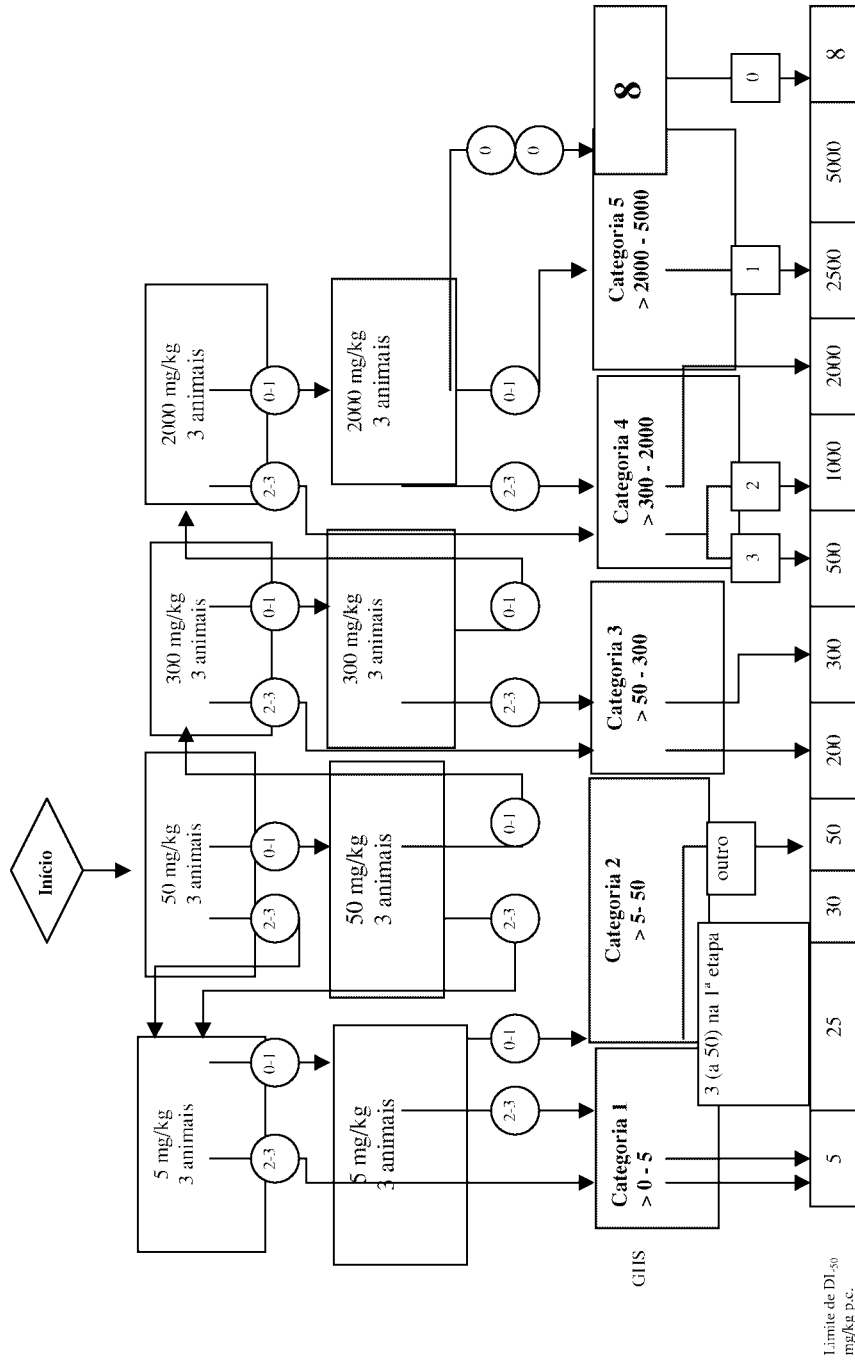 Início
5 mg/kg
3 animais
50 mg/kg
3 animais
300 mg/kg
3 animais
2000 mg/kg
3 animais
2-3
0-1
2-3
0-1
2-3
0-1
2-3
0-1
5 mg/kg
3 animais
50 mg/kg
3 animais
300 mg/kg
3 animais
2000 mg/kg
3 animais
2-3
0-1
2-3
0-1
2-3
0-1
2-3
0-1
0
0
GHS
Categoria 1
> 0 - 5
Categoria 2
> 5- 50
Categoria 3
> 50 - 300
Categoria 4
> 300 - 2000
Categoria 5
> 2000 - 5000
8
3 (a 50) na 1ª etapa
outro
3
2
1
0
Limite de DL-50
mg/kg p.c.
5
25
30
50
200
300
500
1000
2000
2500
5000
8